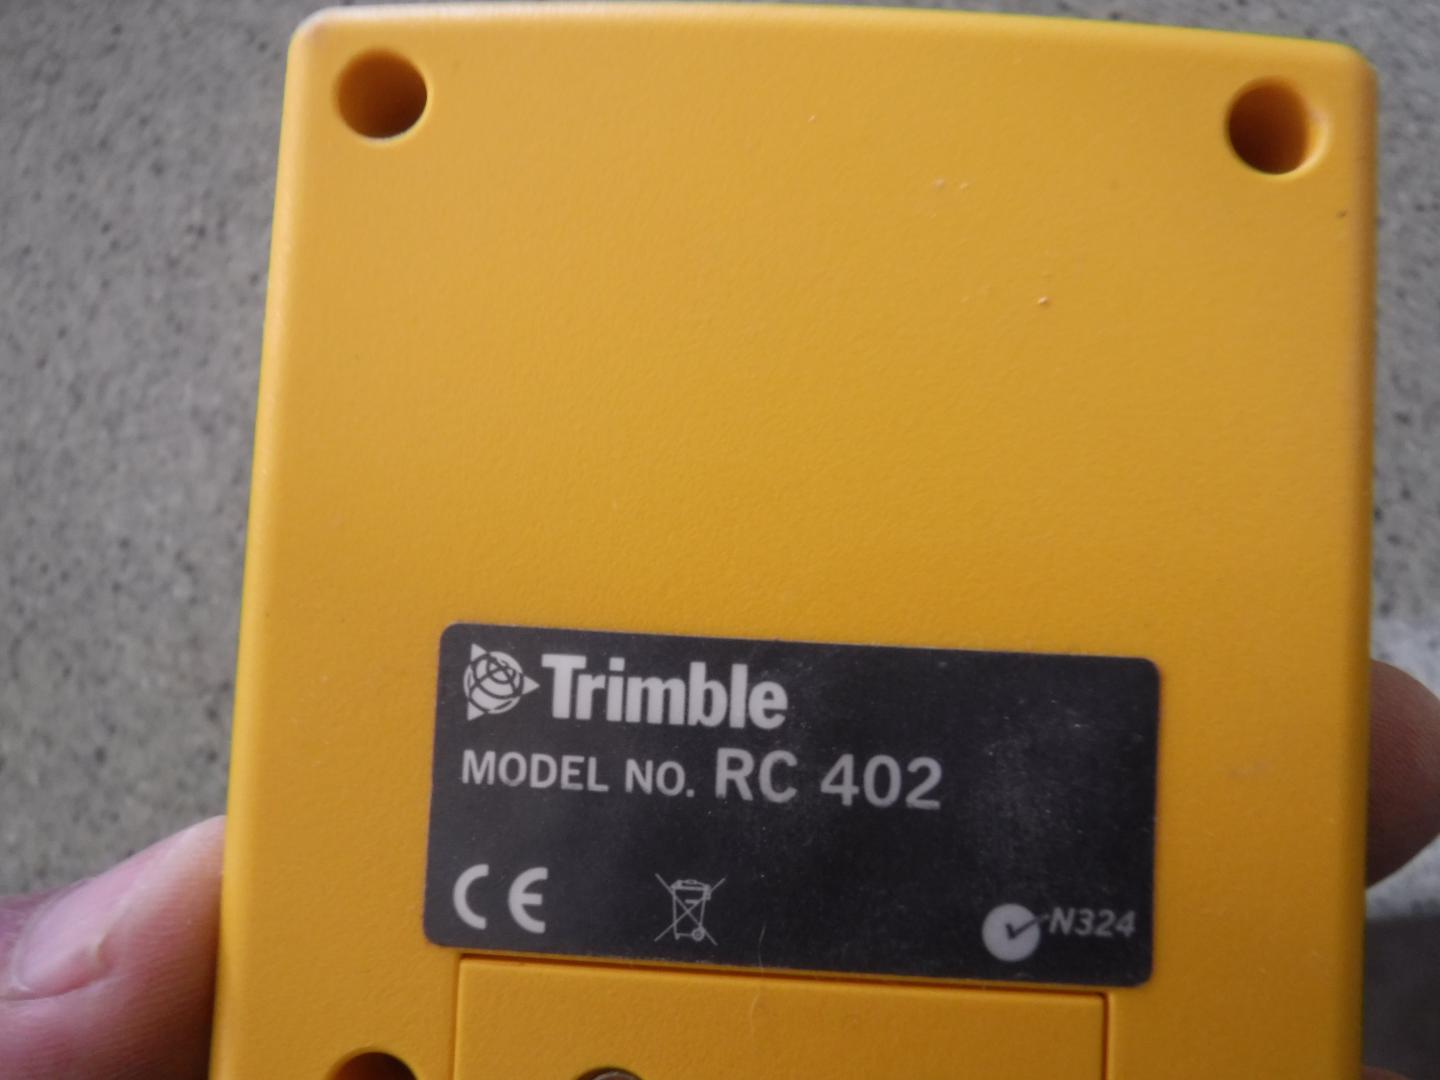 Trimble
MODEL NO. RC 402
CE N324